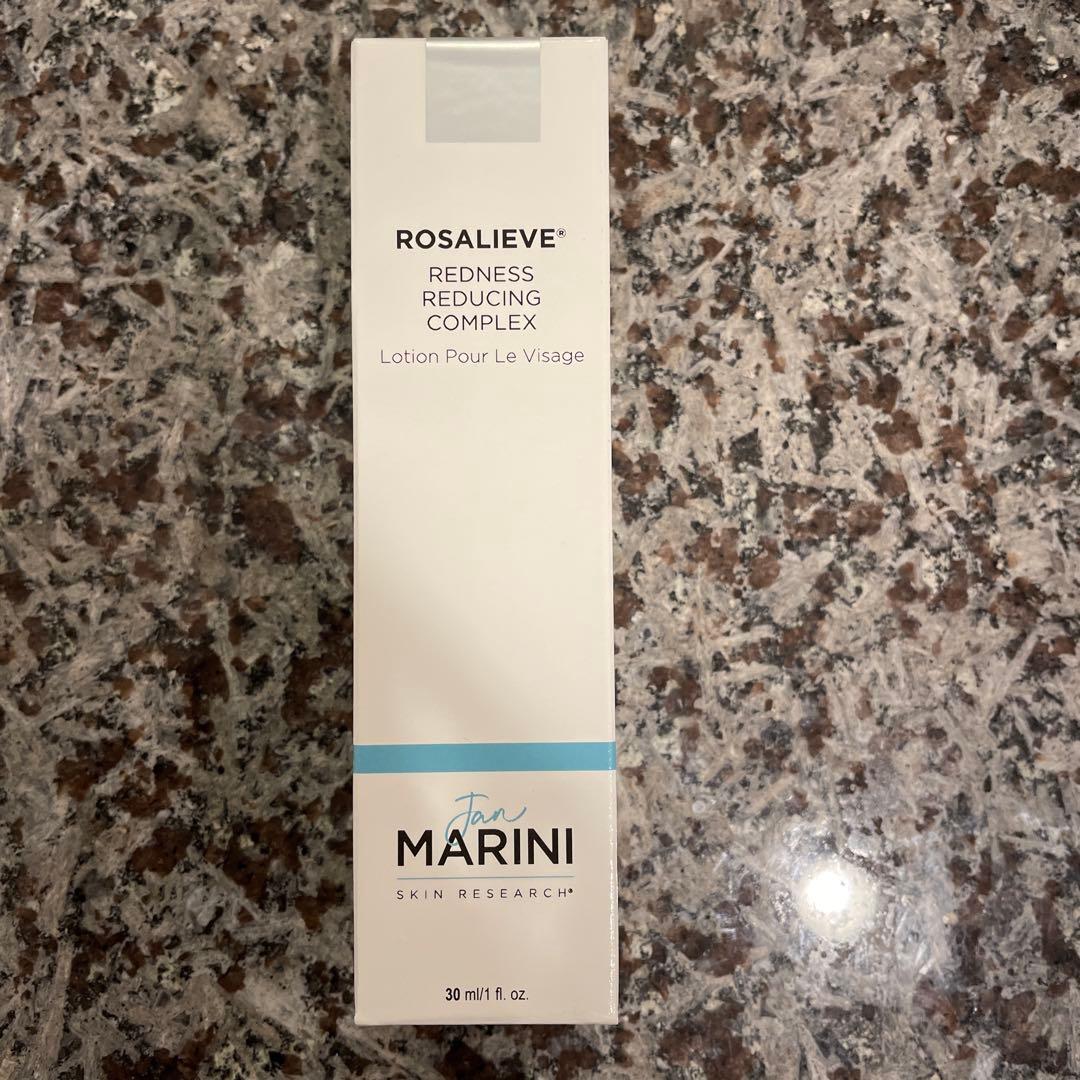 ROSALIEVE®
REDNESS
REDUCING
COMPLEX
Lotion Pour Le Visage
Jan
MARINI
SKIN RESEARCH®
30 ml/1 fl. oz.